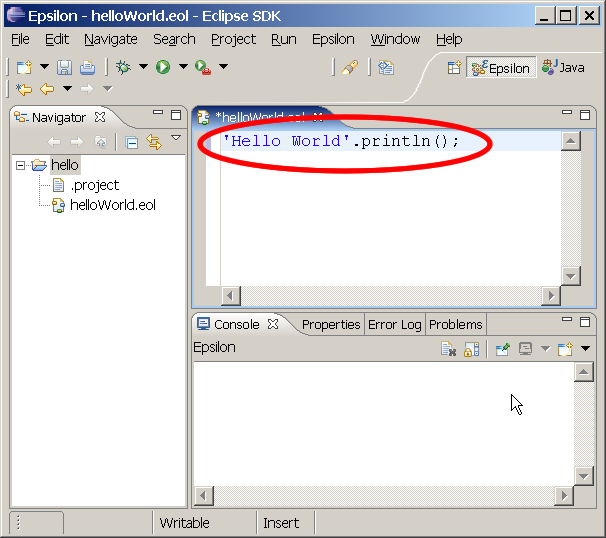 Epsilon - helloWorld.eol - Eclipse SDK
File Edit Navigate Search Project Run Epsilon Window Help
Epsilon Java
Navigator
hello
.project
helloWorld.eol
*helloWorld.eol
'Hello World'.println();
Console Properties Error Log Problems
Epsilon
Writable Insert